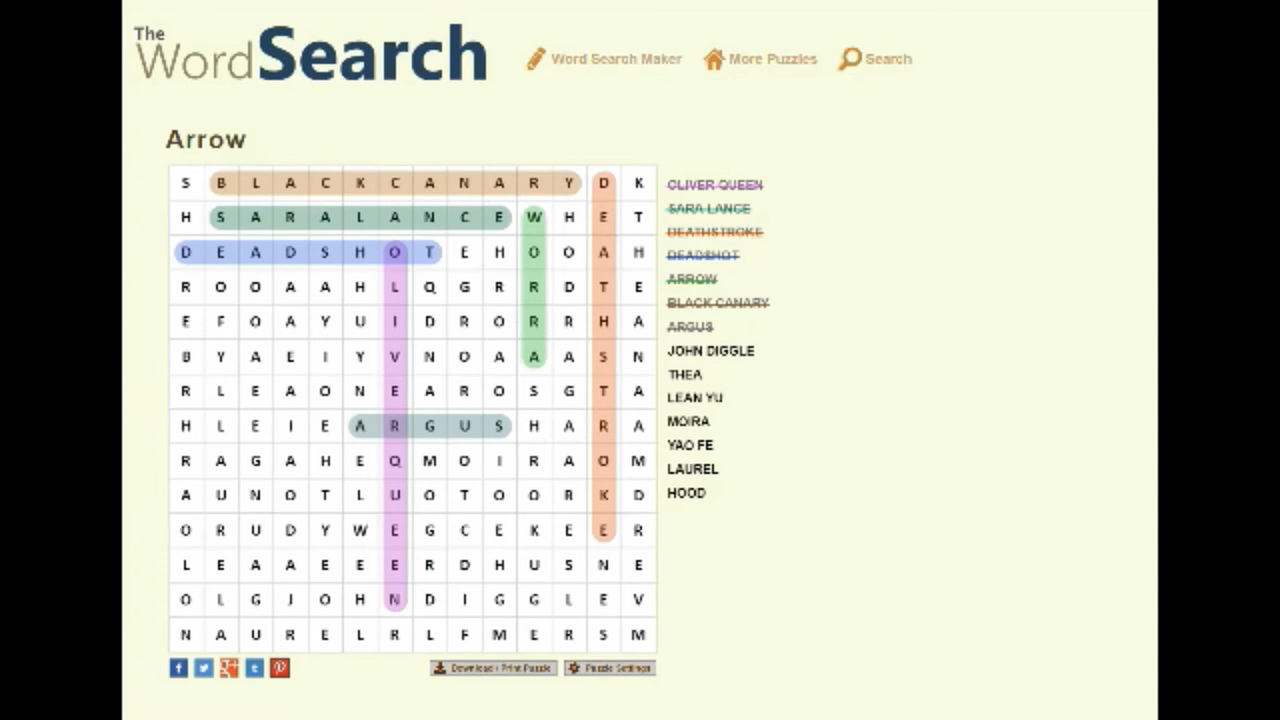 The
WordSearch
Word Search Maker More Puzzles Search
Arrow
S B L A C K C A N A R Y D K
H S A R A L A N C E W H E T
D E A D S H O T E H O O A H
R O O A A H L Q G R R D T E
E F O A Y U I D R O R R H A
B Y A E I Y V N O A A A S N
R L E A O N E A R O S G T A
H L E I E A R G U S H A R A
R A G A H E Q M O I R A O M
A U N O T L U O T O O R K D
O R U D Y W E G C E K E E R
L E A A E E E R D H U S N E
O L G J O H N D I G G L E V
N A U R E L R L F M E R S M
OLIVER QUEEN
SARA LANCE
DEATHSTROKE
DEADSHOT
ARROW
BLACK CANARY
ARGUS
JOHN DIGGLE
THEA
LEAN YU
MOIRA
YAO FE
LAUREL
HOOD
Download / Print Puzzle Puzzle Settings